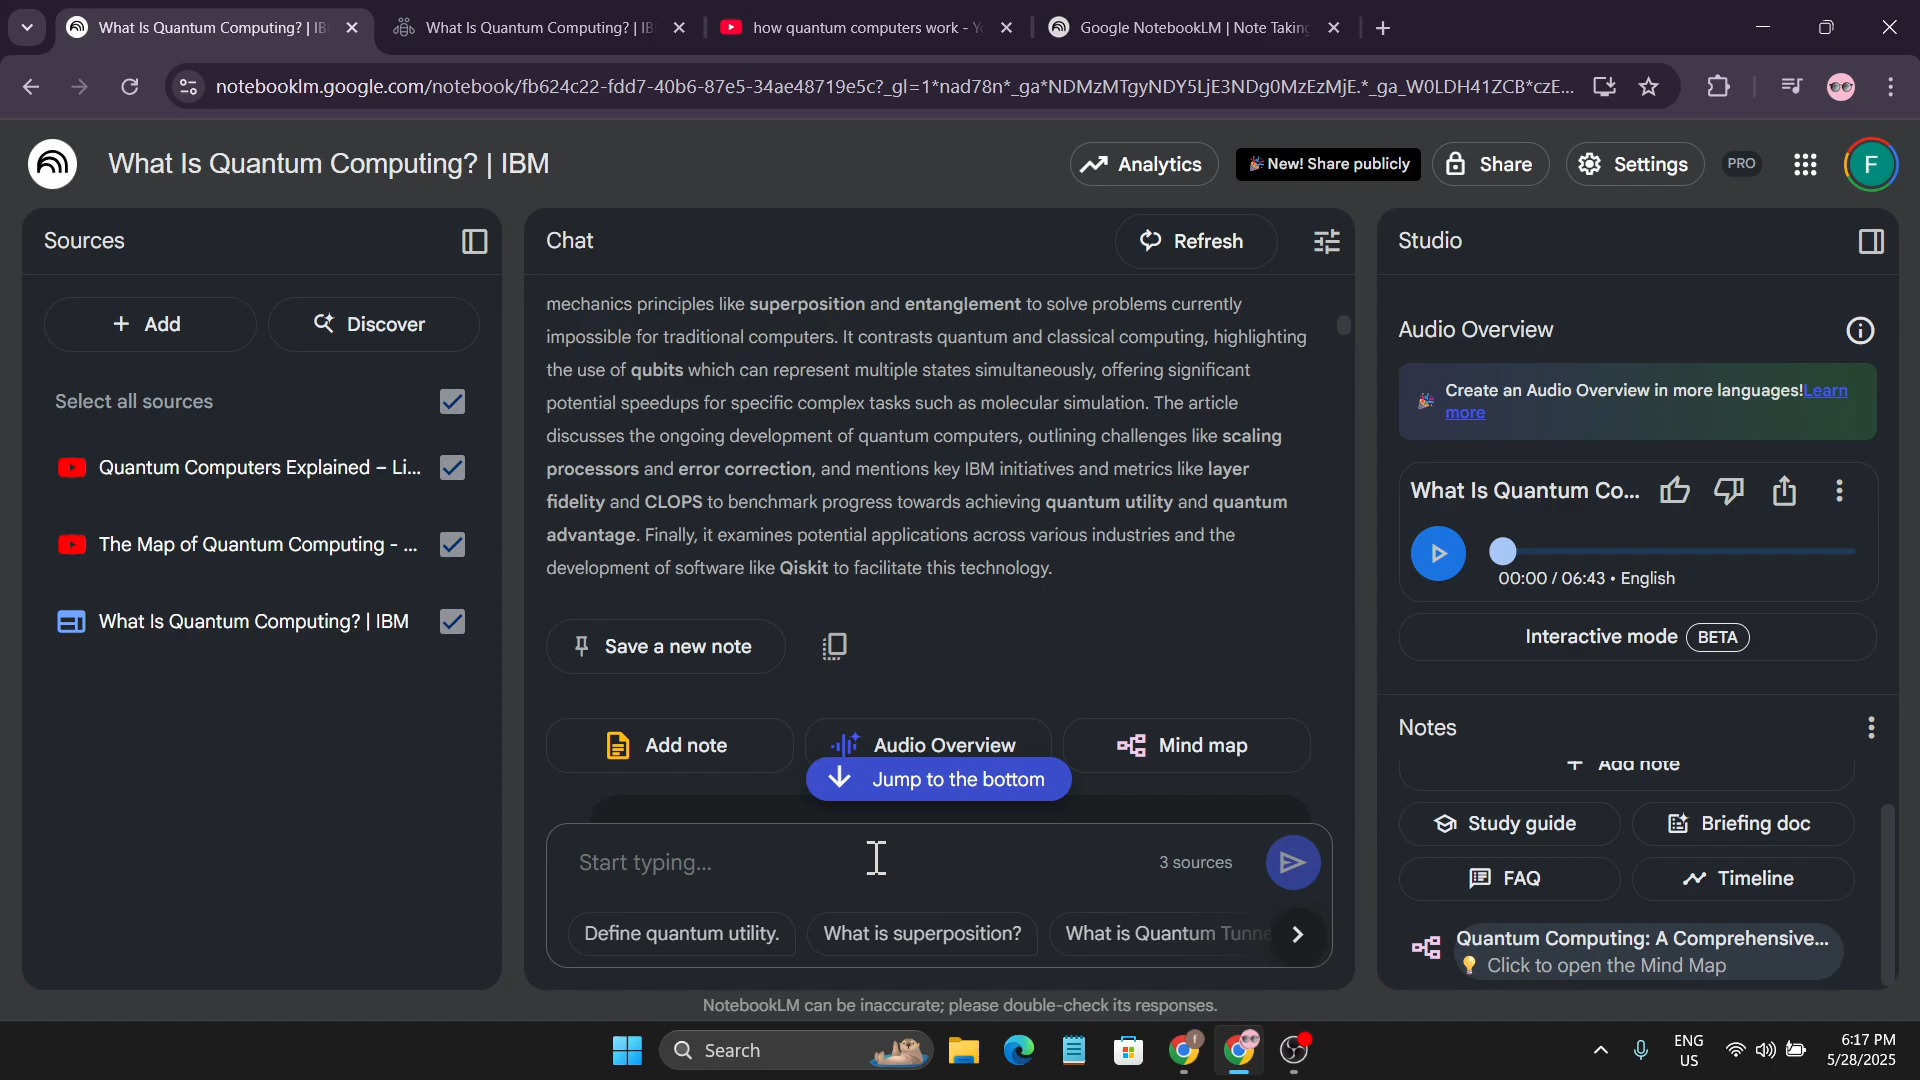 What Is Quantum Computing? | IB
What Is Quantum Computing? | IB
how quantum computers work - Y
Google NotebookLM | Note Taking
notebooklm.google.com/notebook/fb624c22-fdd7-40b6-87e5-34ae48719e5c?_gl=1*nad78n*_ga*NDMzMTgyNDY5LjE3NDg0MzEzMjE.*_ga_W0LDH41ZCB*czE...
What Is Quantum Computing? | IBM
Analytics
New! Share publicly
Share
Settings
PRO
F
Sources
Add
Discover
Select all sources
Quantum Computers Explained – Li...
The Map of Quantum Computing - ...
What Is Quantum Computing? | IBM
Chat
Refresh
mechanics principles like superposition and entanglement to solve problems currently
impossible for traditional computers. It contrasts quantum and classical computing, highlighting
the use of qubits which can represent multiple states simultaneously, offering significant
potential speedups for specific complex tasks such as molecular simulation. The article
discusses the ongoing development of quantum computers, outlining challenges like scaling
processors and error correction, and mentions key IBM initiatives and metrics like layer
fidelity and CLOPS to benchmark progress towards achieving quantum utility and quantum
advantage. Finally, it examines potential applications across various industries and the
development of software like Qiskit to facilitate this technology.
Save a new note
Add note
Audio Overview
Mind map
Jump to the bottom
Start typing...
3 sources
Define quantum utility.
What is superposition?
What is Quantum Tunne
NotebookLM can be inaccurate; please double-check its responses.
Studio
Audio Overview
Create an Audio Overview in more languages!Learn
more
What Is Quantum Co...
00:00 / 06:43 • English
Interactive mode BETA
Notes
Add note
Study guide
Briefing doc
FAQ
Timeline
Quantum Computing: A Comprehensive...
Click to open the Mind Map
Search
f
ENG
US
6:17 PM
5/28/2025